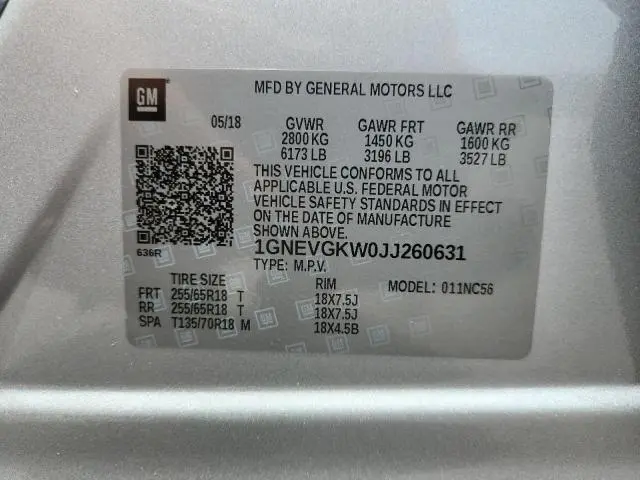 GM
MFD BY GENERAL MOTORS LLC
05/18 GVWR GAWR FRT GAWR RR
2800 KG 1450 KG 1600 KG
6173 LB 3196 LB 3527 LB
THIS VEHICLE CONFORMS TO ALL
APPLICABLE U.S. FEDERAL MOTOR
VEHICLE SAFETY STANDARDS IN EFFECT
ON THE DATE OF MANUFACTURE
SHOWN ABOVE.
636R
1GNEVGKW0JJ260631
TYPE: M.P.V.
TIRE SIZE RIM MODEL: 011NC56
FRT 255/65R18 T 18X7.5J
RR 255/65R18 T 18X7.5J
SPA T135/70R18 M 18X4.5B